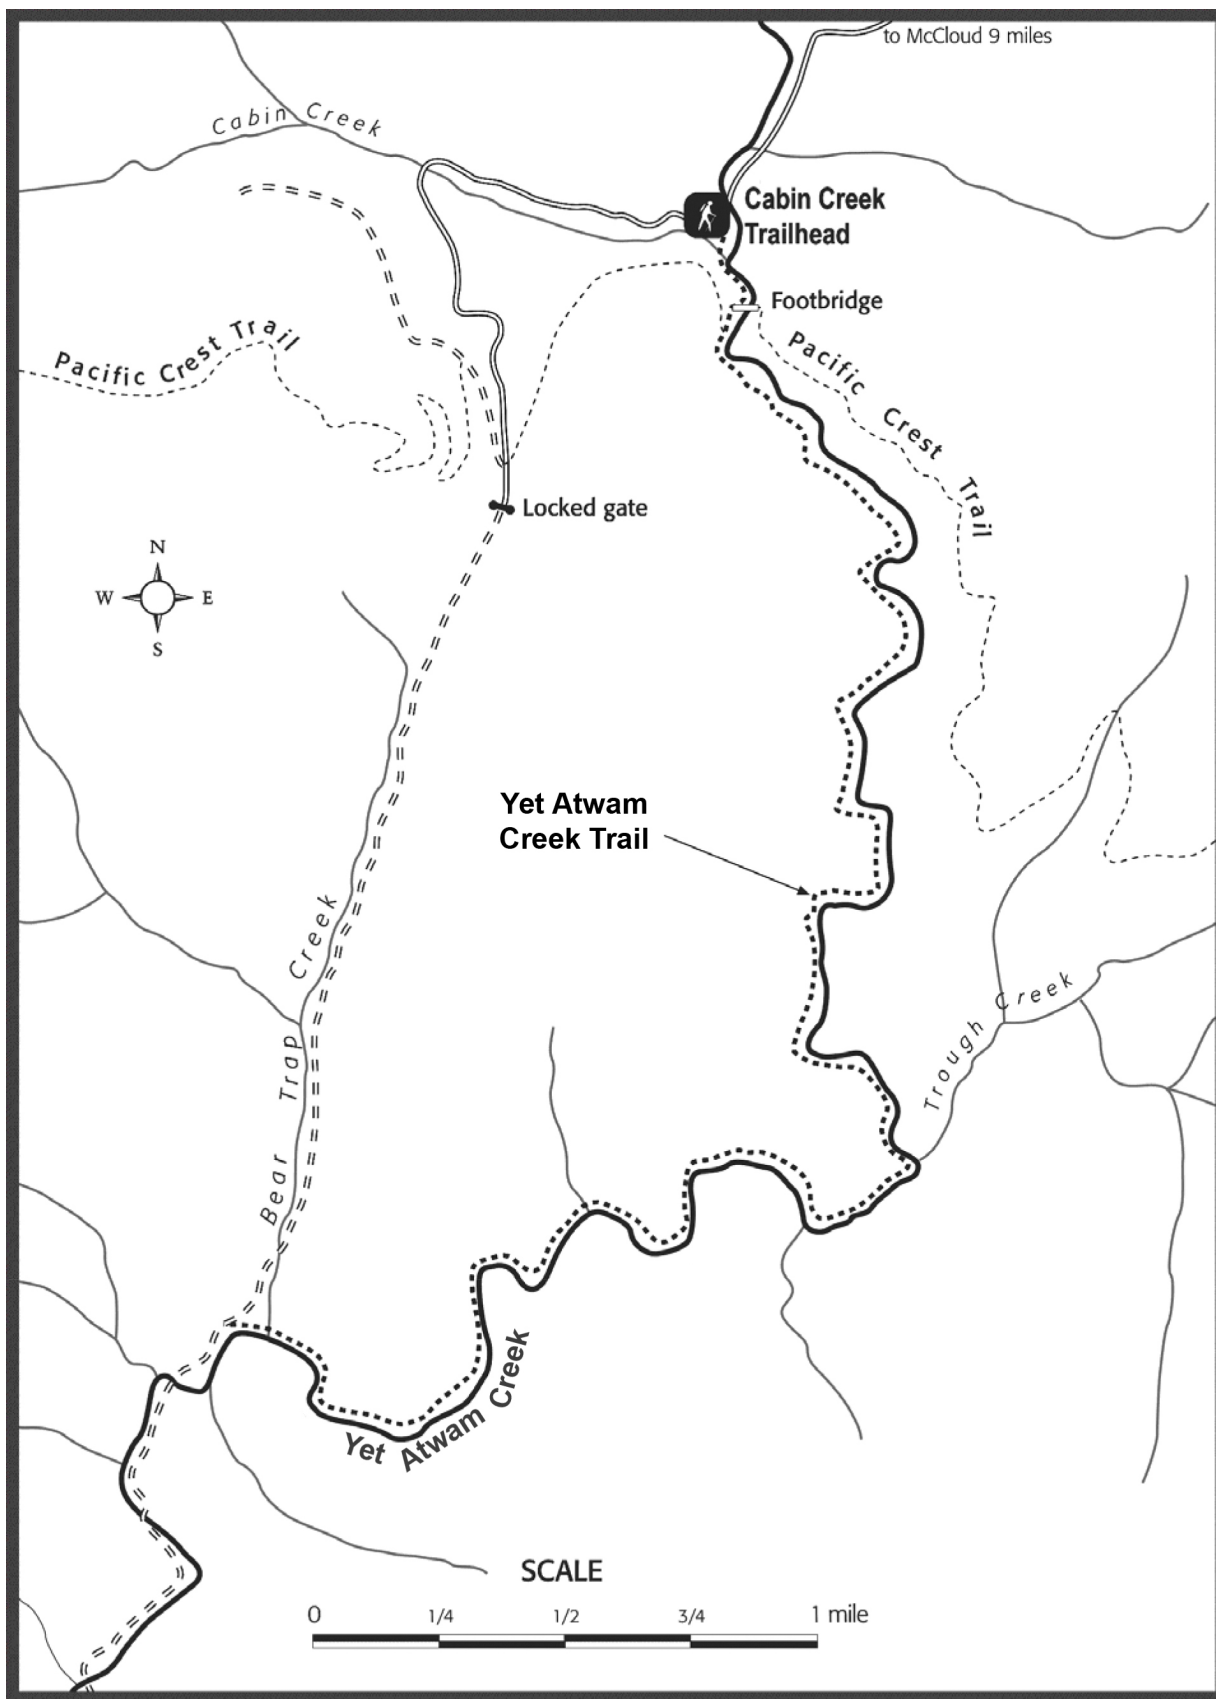 to McCloud 9 miles
Cabin Creek
Cabin Creek
Trailhead
Footbridge
Pacific Crest Trail
Pacific Crest Trail
Locked gate
N
W E
S
Yet Atwam
Creek Trail
Bear Trap Creek
Trough Creek
Yet Atwam Creek
SCALE
0 1/4 1/2 3/4 1 mile